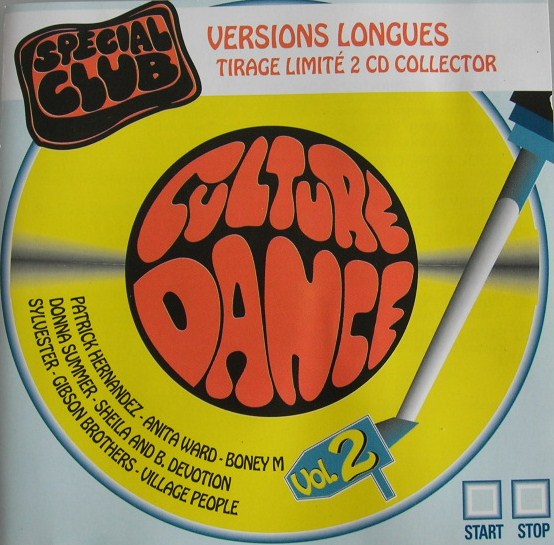 SPÉCIAL
CLUB
VERSIONS LONGUES
TIRAGE LIMITÉ 2 CD COLLECTOR
CULTURE
DANCE
PATRICK HERNANDEZ - ANITA WARD - BONEY M
DONNA SUMMER - SHEILA AND B. DEVOTION
SYLVESTER - GIBSON BROTHERS - VILLAGE PEOPLE
Vol. 2
START STOP